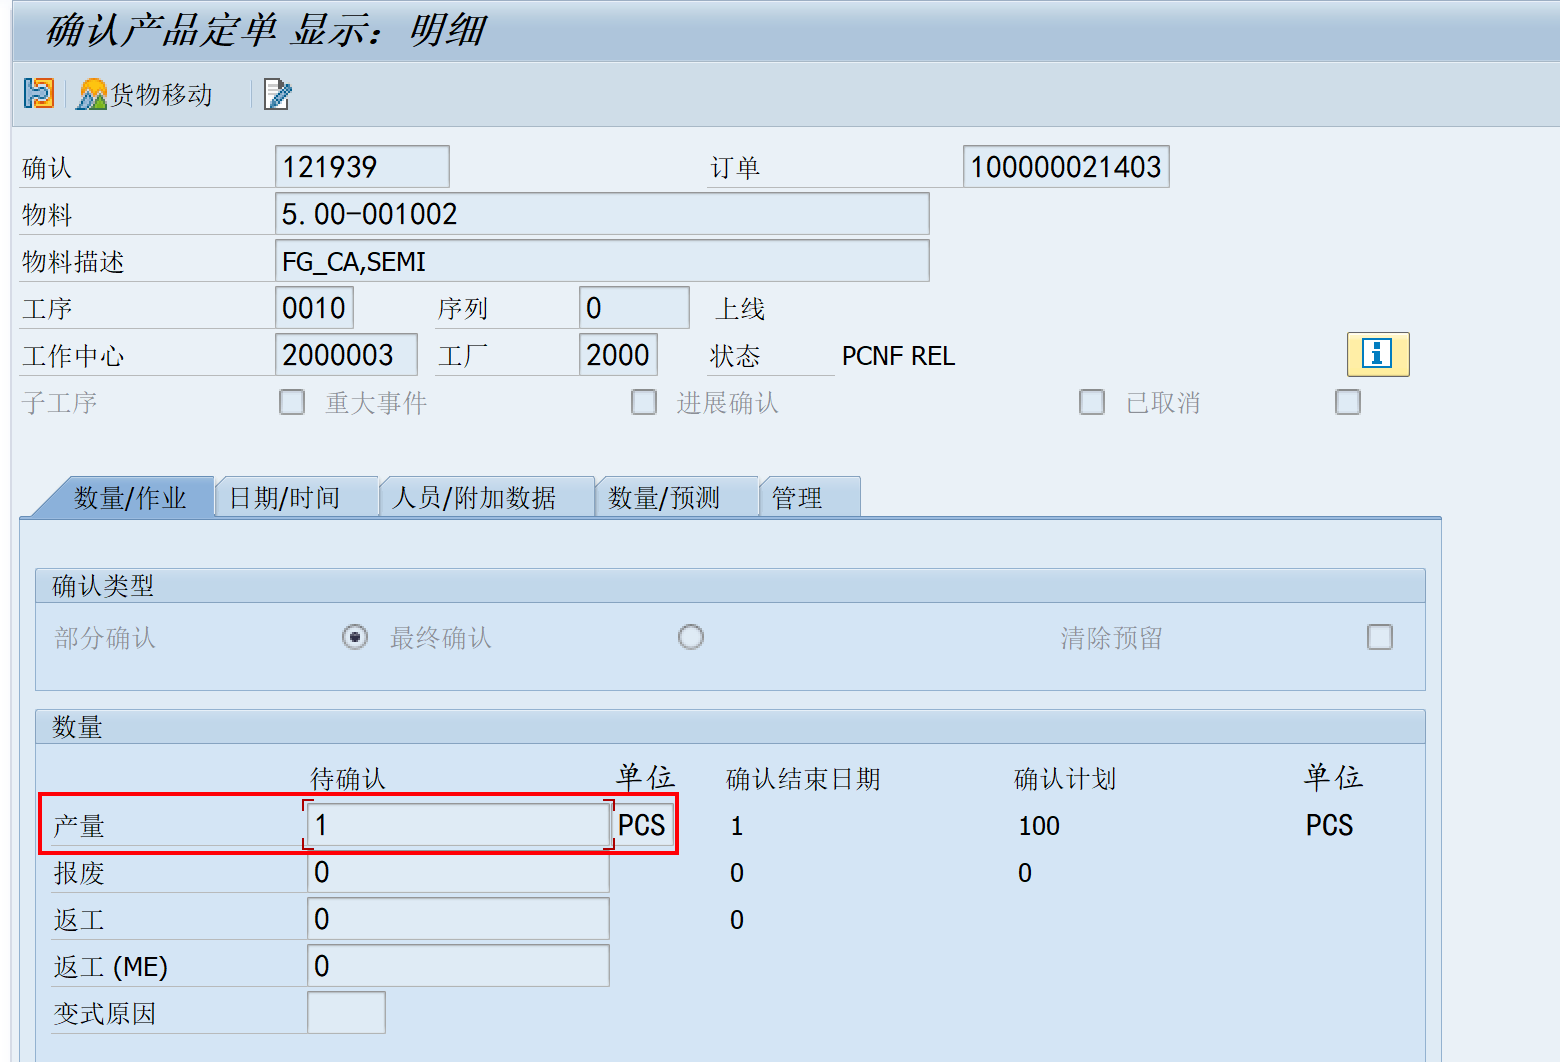 确认产品定单 显示： 明细
货物移动
确认 121939 订单 100000021403
物料 5.00-001002
物料描述 FG_CA,SEMI
工序 0010 序列 0 上线
工作中心 2000003 工厂 2000 状态 PCNF REL
子工序 重大事件 进展确认 已取消
数量/作业 日期/时间 人员/附加数据 数量/预测 管理
确认类型
部分确认 最终确认 清除预留
数量
待确认 单位 确认结束日期 确认计划 单位
产量 1 PCS 1 100 PCS
报废 0 0 0
返工 0 0
返工 (ME) 0
变式原因